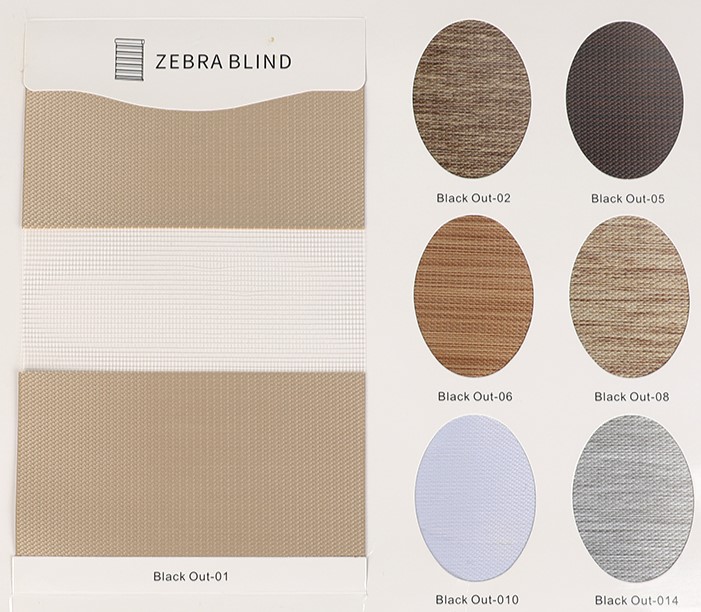 ZEBRA BLIND
Black Out-01
Black Out-02
Black Out-05
Black Out-06
Black Out-08
Black Out-010
Black Out-014